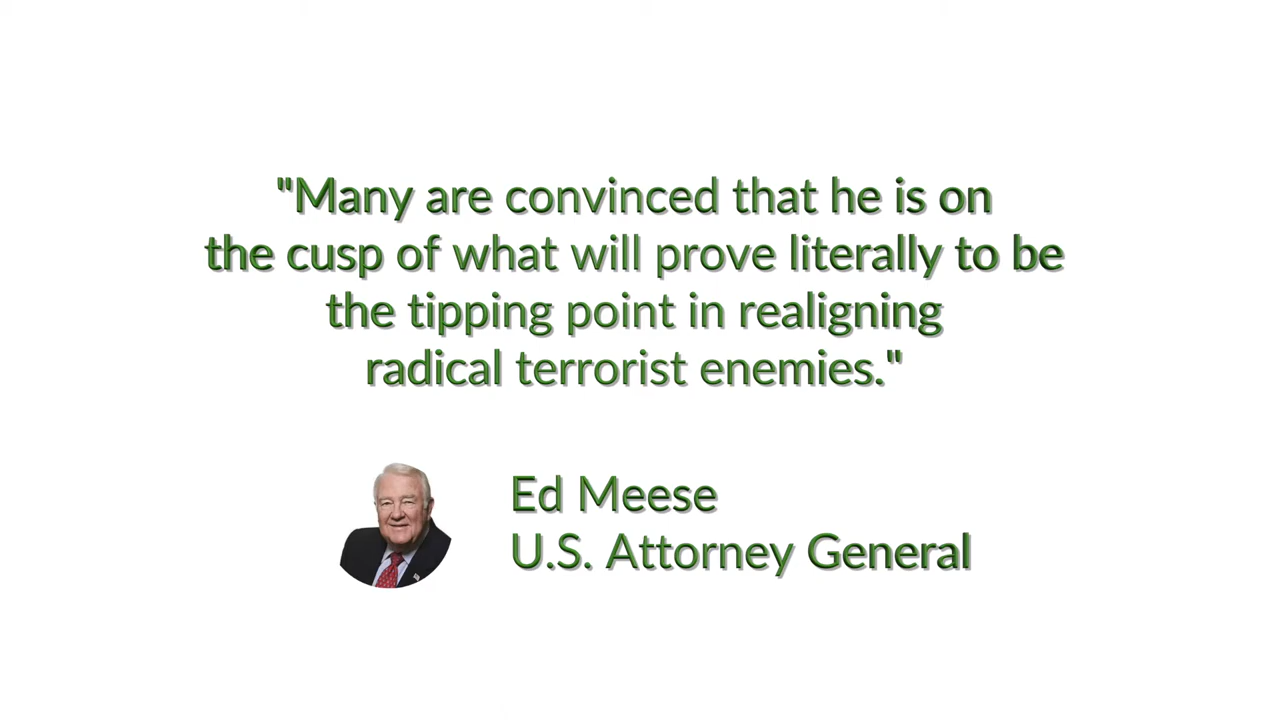 "Many are convinced that he is on
the cusp of what will prove literally to be
the tipping point in realigning
radical terrorist enemies."
Ed Meese
U.S. Attorney General